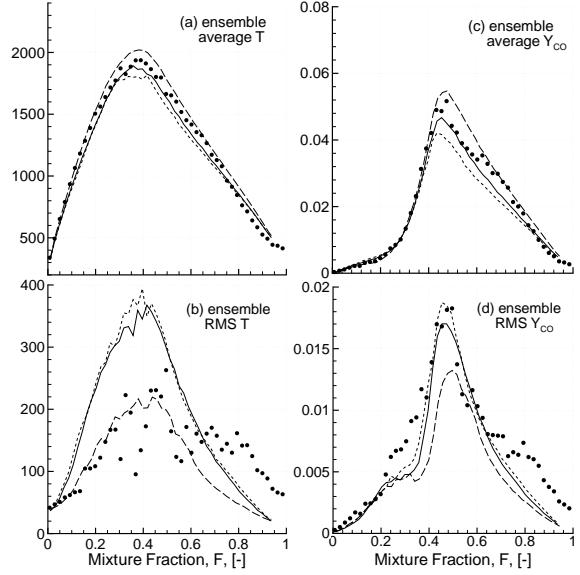 (a) ensemble
average T
2000
1500
1000
500
(c) ensemble
average Y_CO
0.06
0.04
0.02
0
(b) ensemble
RMS T
400
300
200
100
0
0 0.2 0.4 0.6 0.8 1
Mixture Fraction, F, [-]
(d) ensemble
RMS Y_CO
0.02
0.015
0.01
0.005
0
0 0.2 0.4 0.6 0.8 1
Mixture Fraction, F, [-]